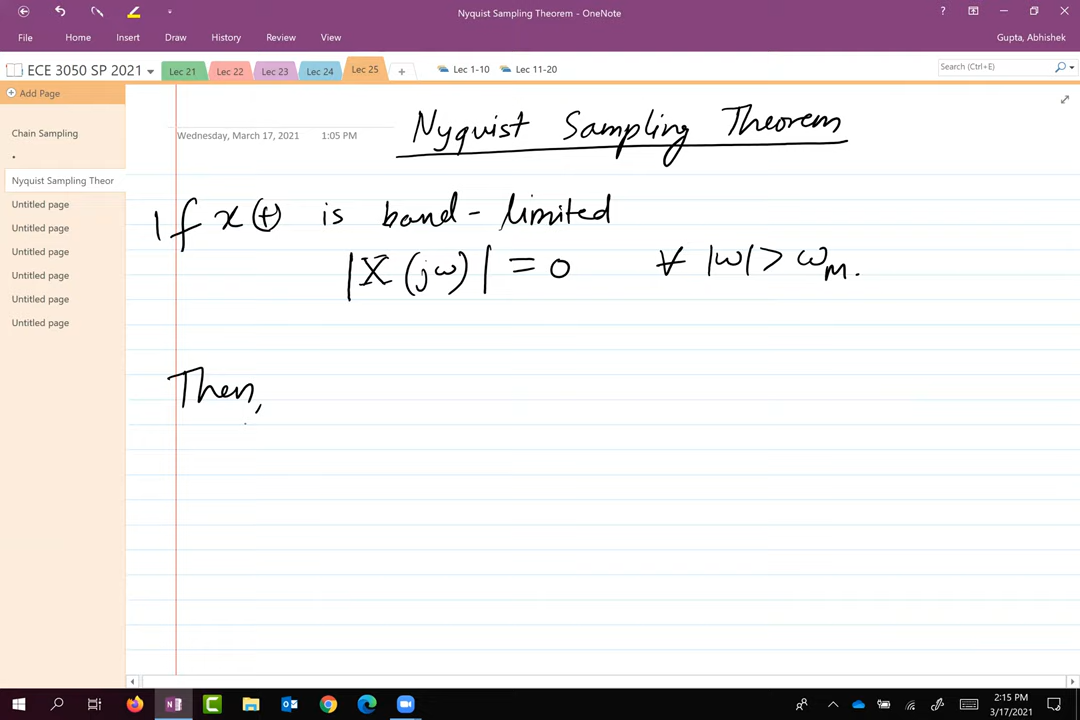 Nyquist Sampling Theorem - OneNote
?
Gupta, Abhishek
File Home Insert Draw History Review View
ECE 3050 SP 2021
Lec 21 Lec 22 Lec 23 Lec 24 Lec 25 + Lec 1-10 Lec 11-20
Search (Ctrl+E)
Add Page
Chain Sampling
Nyquist Sampling Theor
Untitled page
Untitled page
Untitled page
Untitled page
Untitled page
Untitled page
Wednesday, March 17, 2021 1:05 PM
Nyquist Sampling Theorem
If x(t) is band-limited
|X(jω)| = 0 ∀ |ω| > ω_M.
Then,
2:15 PM
3/17/2021